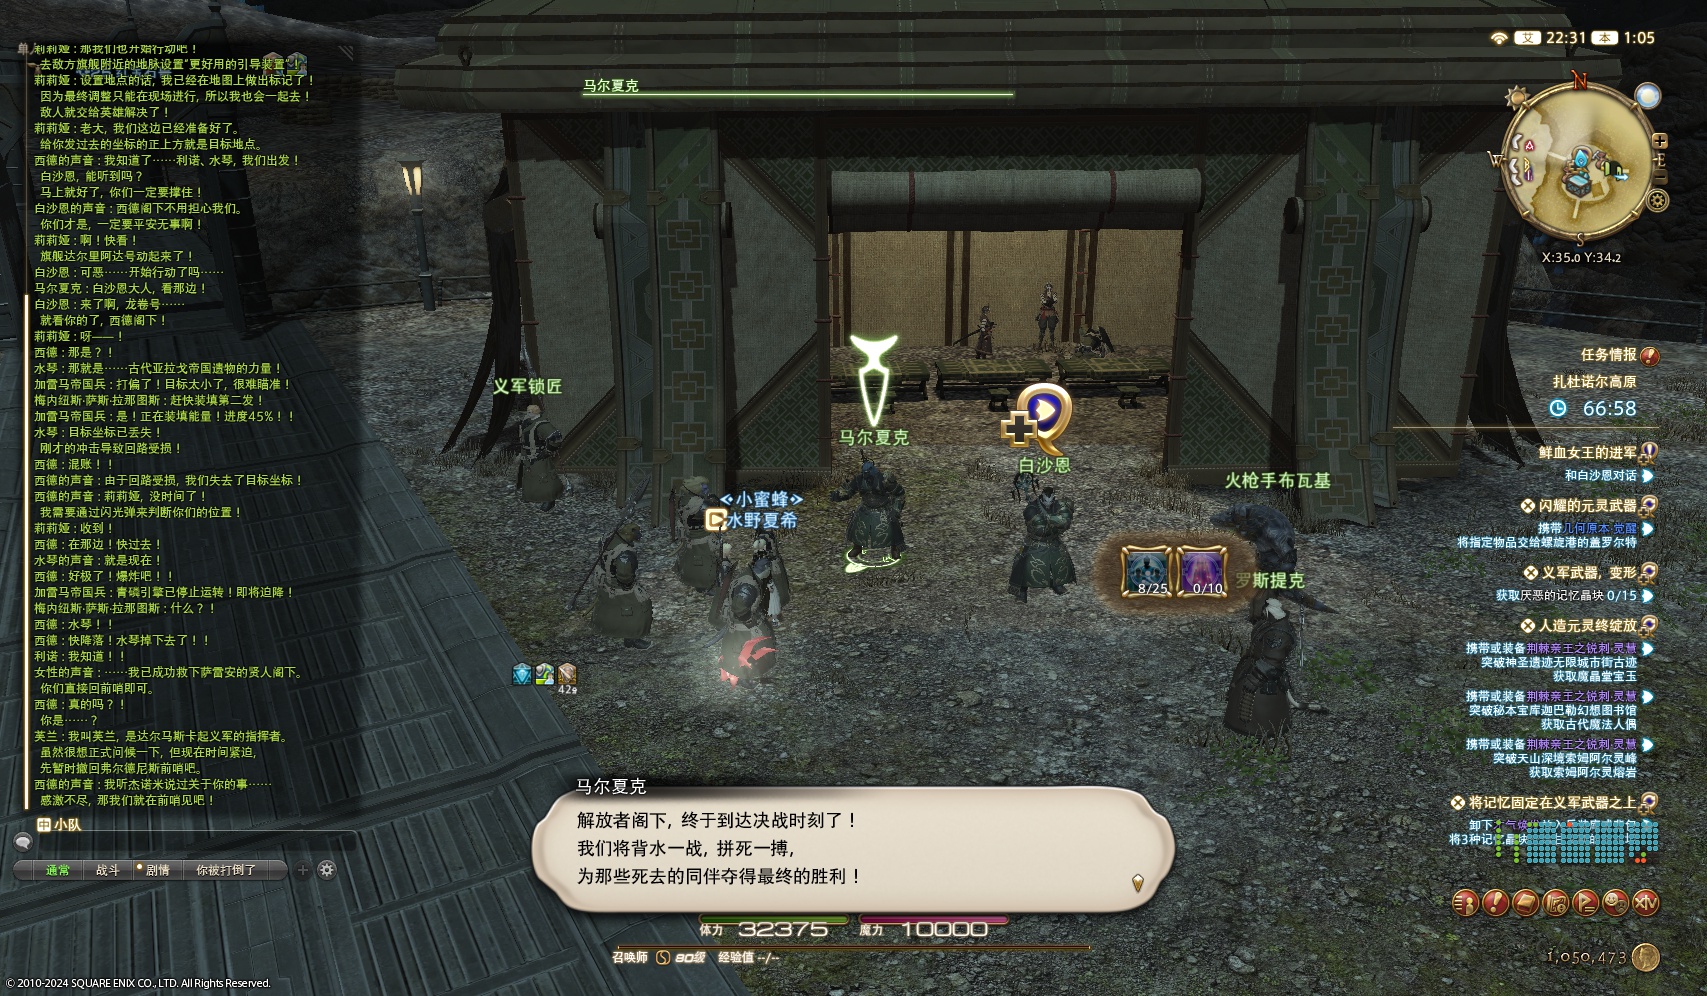 莉莉娅：那我们也开始行动吧！
去敌方旗舰附近的地脉设置“更好用的引导装置”！
莉莉娅：设置地点的话，我已经在地图上做出标记了！
因为最终调整只能在现场进行，所以我也会一起去！
敌人就交给英雄解决了！
莉莉娅：老大，我们这边已经准备好了。
给你发过去的坐标的正上方就是目标地点。
西德的声音：我知道了……利诺、水琴，我们出发！
白沙恩，能听到吗？
马上就好了，你们一定要撑住！
白沙恩的声音：西德阁下不用担心我们。
你们才是，一定要平安无事啊！
莉莉娅：啊！快看！
旗舰达尔里阿达号动起来了！
白沙恩：可恶……开始行动了吗……
马尔夏克：白沙恩大人，看那边！
白沙恩：来了啊，龙卷号……
就看你的了，西德阁下！
莉莉娅：呀——！
西德：那是？！
水琴：那就是……古代亚拉戈帝国遗物的力量！
加雷马帝国兵：打偏了！目标太小了，很难瞄准！
梅内纽斯·萨斯·拉那图斯：赶快装填第二发！
加雷马帝国兵：是！正在装填能量！进度45%！！
水琴：目标坐标已丢失！
刚才的冲击导致回路受损！
西德：混账！！
西德的声音：由于回路受损，我们失去了目标坐标！
西德的声音：莉莉娅，没时间了！
我需要通过闪光弹来判断你们的位置！
莉莉娅：收到！
西德：在那边！快过去！
水琴的声音：就是现在！
西德：好极了！爆炸吧！！
加雷马帝国兵：青磷引擎已停止运转！即将迫降！
梅内纽斯·萨斯·拉那图斯：什么？！
西德：水琴！！
西德：快降落！水琴掉下去了！！
利诺：我知道！！
女性的声音：……我已成功救下萨雷安的贤人阁下。
你们直接回前哨即可。
西德：真的吗？！
你是……？
芙兰：我叫芙兰，是达尔马斯卡起义军的指挥者。
虽然很想正式问候一下，但现在时间紧迫，
先暂时撤回弗尔德尼斯前哨吧。
西德的声音：我听杰诺米说过关于你的事……
感激不尽，那我们就在前哨见吧！
小队
通常 战斗 剧情 你被打倒了
© 2010-2024 SQUARE ENIX CO., LTD. All Rights Reserved.
马尔夏克
义军锁匠
马尔夏克
白沙恩
火枪手布瓦基
小蜜蜂
水野夏希
8/25 0/10
罗斯提克
42s
马尔夏克
解放者阁下，终于到达决战时刻了！
我们将背水一战，拼死一搏，
为那些死去的同伴夺得最终的胜利！
体力 32375 魔力 10000
召唤师 80级 经验值 --/--
艾 22:31 本 1:05
N
W
E
S
X:35.0 Y:34.2
任务情报
扎杜诺尔高原
66:58
鲜血女王的进军
和白沙恩对话
闪耀的元灵武器
携带几何原本·觉醒
将指定物品交给螺旋港的盖罗尔特
义军武器，变形
获取厌恶的记忆晶块 0/15
人造元灵终绽放
携带或装备荆棘亲王之锐刺·灵慧
突破神圣遗迹无限城市街古迹
获取魔晶堂宝玉
携带或装备荆棘亲王之锐刺·灵慧
突破秘本宝库迦巴勒幻想图书馆
获取古代魔法人偶
携带或装备荆棘亲王之锐刺·灵慧
突破天山深境索姆阿尔灵峰
获取索姆阿尔灵熔岩
将记忆固定在义军武器之上
卸下
将3种记忆晶块
1,050,473